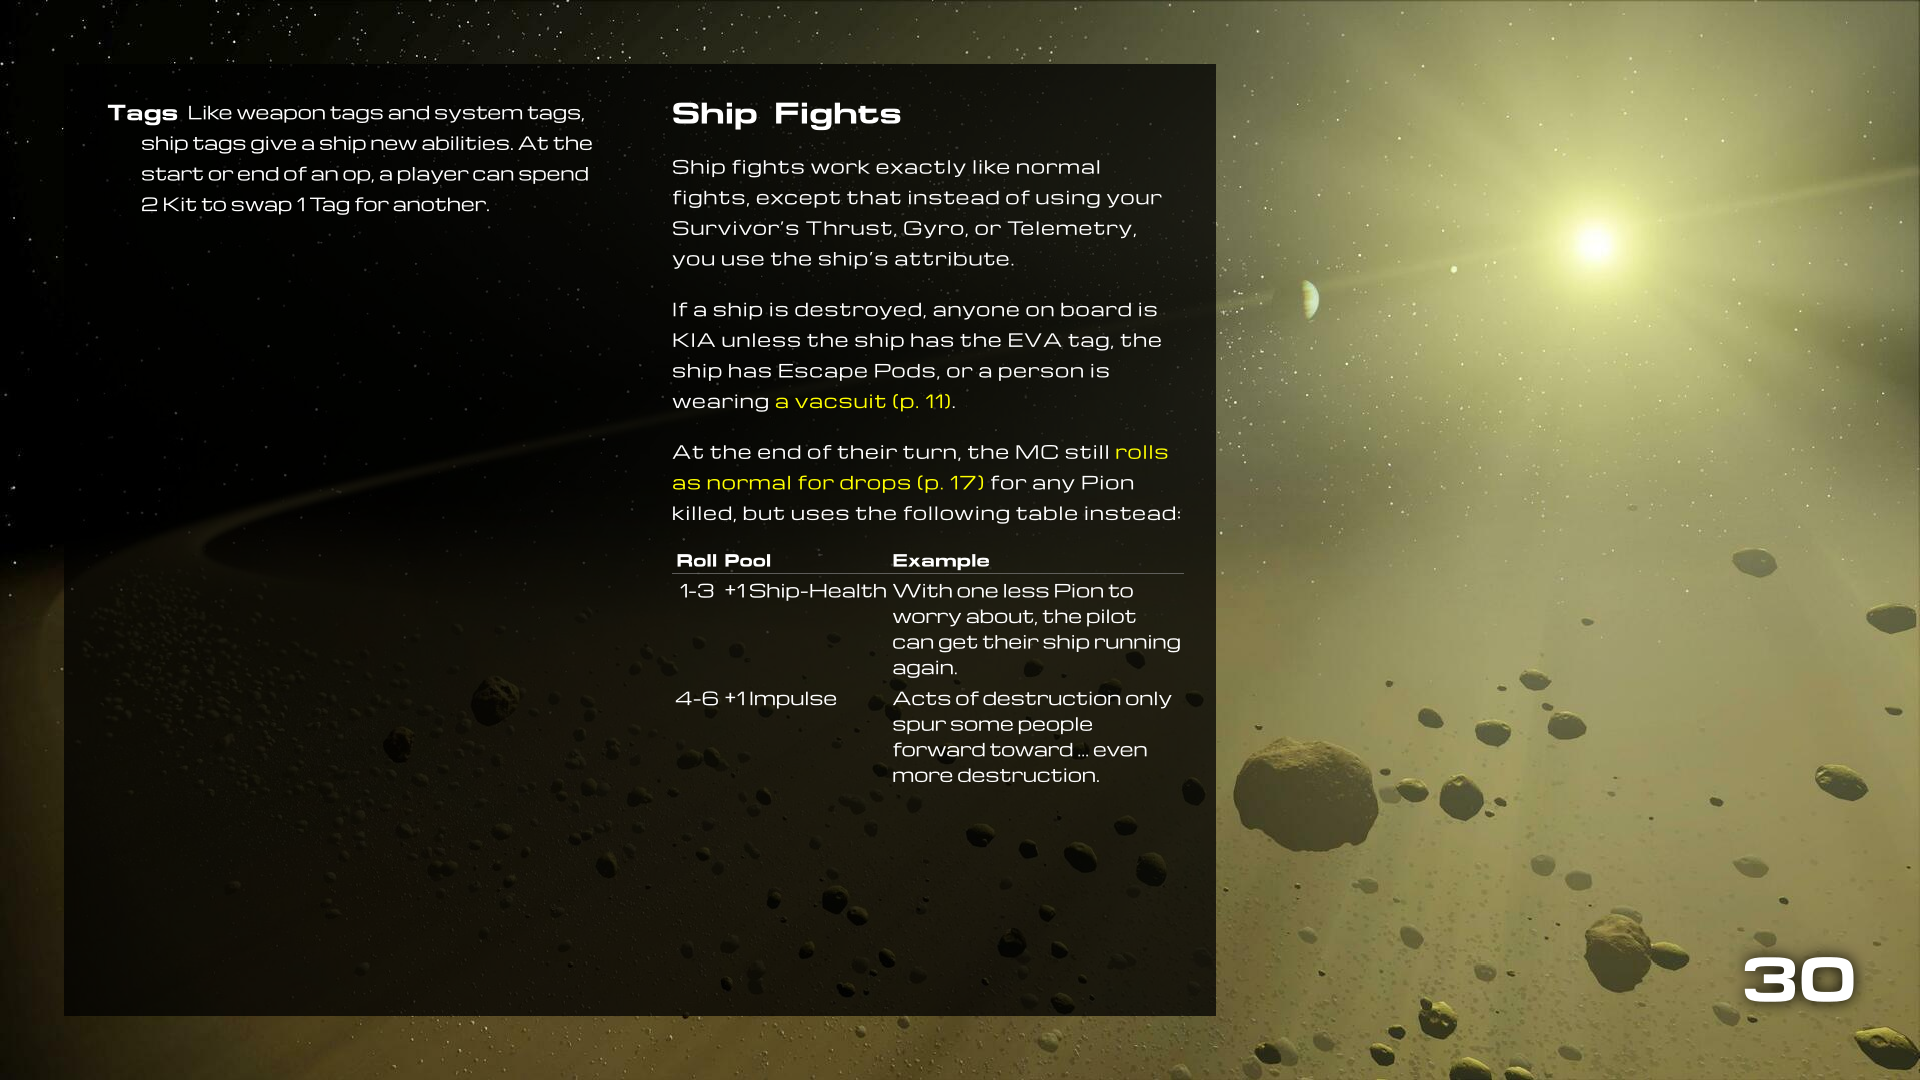 Tags Like weapon tags and system tags,
ship tags give a ship new abilities. At the
start or end of an op, a player can spend
2 Kit to swap 1 Tag for another.
Ship Fights
Ship fights work exactly like normal
fights, except that instead of using your
Survivor's Thrust, Gyro, or Telemetry,
you use the ship's attribute.
If a ship is destroyed, anyone on board is
KIA unless the ship has the EVA tag, the
ship has Escape Pods, or a person is
wearing a vacsuit (p. 11).
At the end of their turn, the MC still rolls
as normal for drops (p. 17) for any Pion
killed, but uses the following table instead:
Roll Pool Example
1-3 +1 Ship-Health With one less Pion to
worry about, the pilot
can get their ship running
again.
4-6 +1 Impulse Acts of destruction only
spur some people
forward toward ... even
more destruction.
30